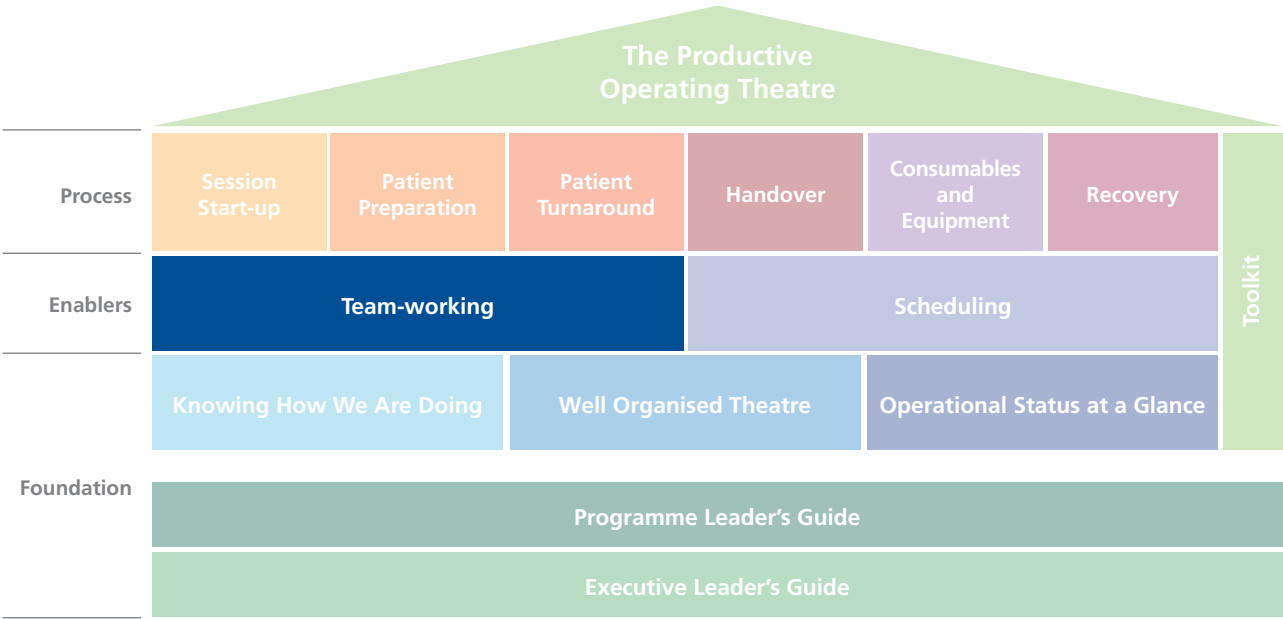 The Productive
Operating Theatre
Process
Session
Start-up
Patient
Preparation
Patient
Turnaround
Handover
Consumables
and
Equipment
Recovery
Toolkit
Enablers
Team-working
Scheduling
Knowing How We Are Doing
Well Organised Theatre
Operational Status at a Glance
Foundation
Programme Leader’s Guide
Executive Leader’s Guide